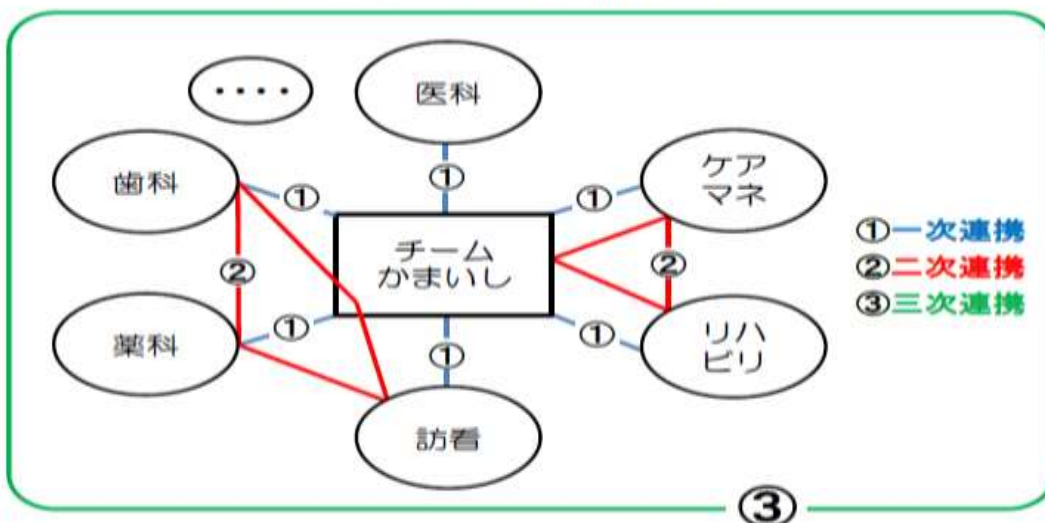 ・・・・
医科
歯科
①
①
①
ケア
マネ
チーム
かまいし
②
②
薬科
①
①
①
リハ
ビリ
訪看
①一次連携
②二次連携
③三次連携
③